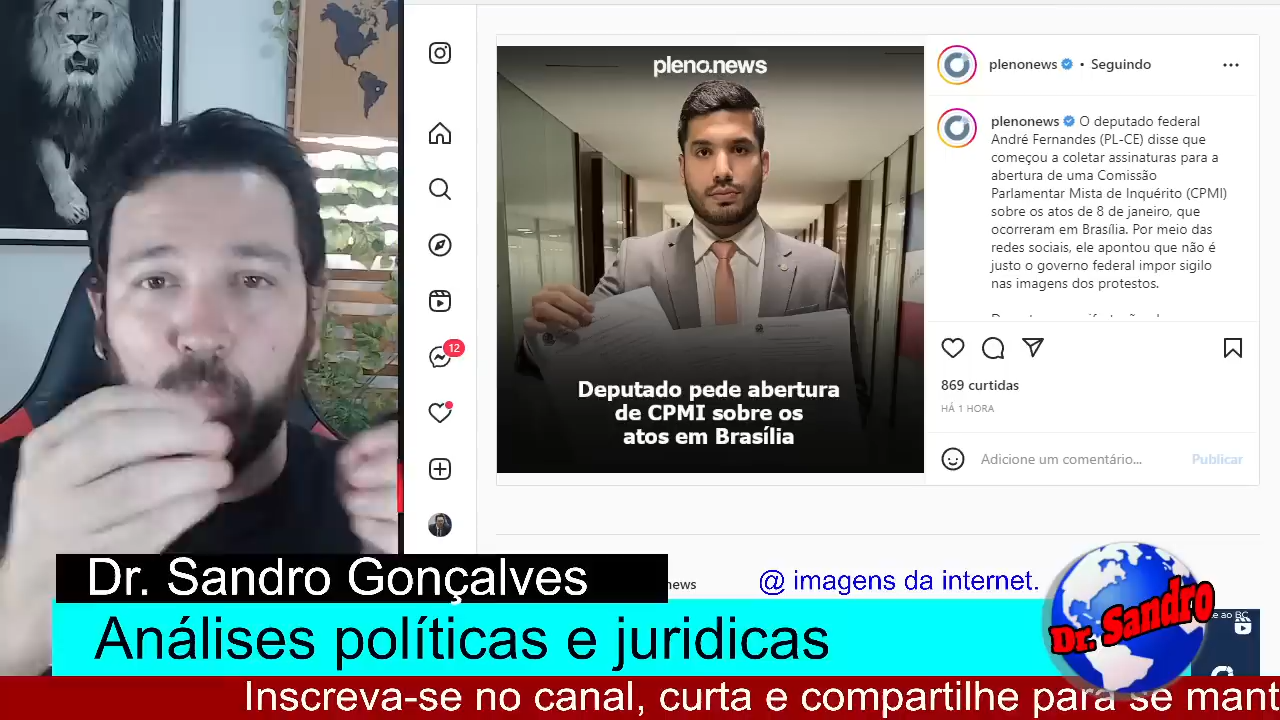 pleno.news
Deputado pede abertura
de CPMI sobre os
atos em Brasília
plenonews • Seguindo
plenonews O deputado federal
André Fernandes (PL-CE) disse que
começou a coletar assinaturas para a
abertura de uma Comissão
Parlamentar Mista de Inquérito (CPMI)
sobre os atos de 8 de janeiro, que
ocorreram em Brasília. Por meio das
redes sociais, ele apontou que não é
justo o governo federal impor sigilo
nas imagens dos protestos.
869 curtidas
HÁ 1 HORA
Adicione um comentário... Publicar
12
Dr. Sandro Gonçalves
news
@ imagens da internet.
Análises políticas e juridicas
Dr. Sandro
ao BC
Inscreva-se no canal, curta e compartilhe para se mant